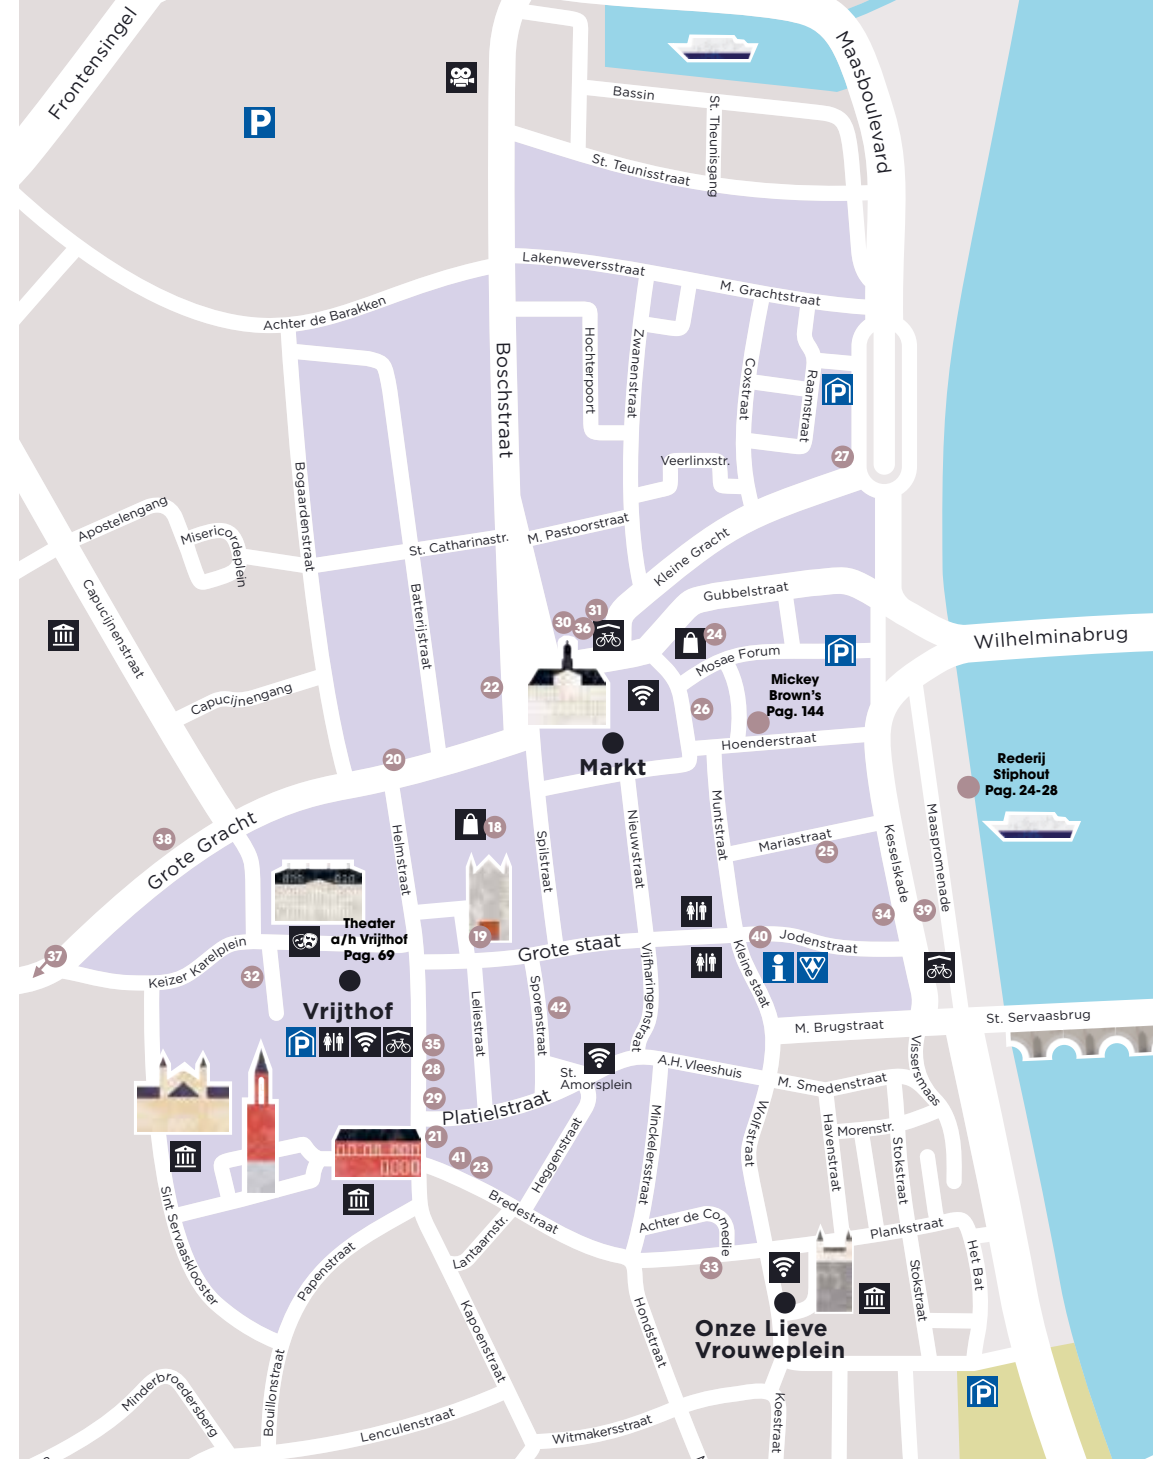 Frontensingel
Maasboulevard
P
Bassin
St. Theunisgang
St. Teunisstraat
Lakenweversstraat
M. Grachtstraat
Achter de Barakken
Boschstraat
Hochterpoort
Zwanenstraat
Coxstraat
Raamstraat
P
27
Veerlinxstr.
Bogaardenstraat
Apostelengang
Misericordeplein
St. Catharinastr.
M. Pastoorstraat
Kleine Gracht
Capucijnenstraat
Batterijstraat
Gubbelstraat
31
30
36
24
Mosae Forum
P
Wilhelminabrug
Capucijnengang
22
26
Mickey
Brown's
Pag. 144
Hoenderstraat
Markt
20
Rederij
Stiphout
Pag. 24-28
38
Grote Gracht
Helmstraat
18
Spilstraat
Nieuwstraat
Muntstraat
Mariastraat
25
Kesselskade
Maaspromenade
34
39
Theater
a/h Vrijthof
Pag. 69
19
Grote staat
40
Jodenstraat
Kleine staat
i
VVV
37
Keizer Karelplein
32
Vrijthof
P
Leliestraat
Sporenstraat
42
Vijfharingenstraat
35
28
29
21
41
23
St.
Amorsplein
A.H.Vleeshuis
M. Brugstraat
St. Servaasbrug
Vissersmaas
M. Smedenstraat
Platielstraat
Heggenstraat
Minckelersstraat
Wolfstraat
Havenstraat
Morenstr.
Stokstraat
Sint Servaasklooster
Bredestraat
Lantaarnstr.
Achter de Comedie
33
Plankstraat
Het Bat
Papenstraat
Stokstraat
Onze Lieve
Vrouweplein
Kapoenstraat
Hondstraat
P
Minderbroedersberg
Bouillonstraat
Lenculenstraat
Witmakersstraat
Koestraat